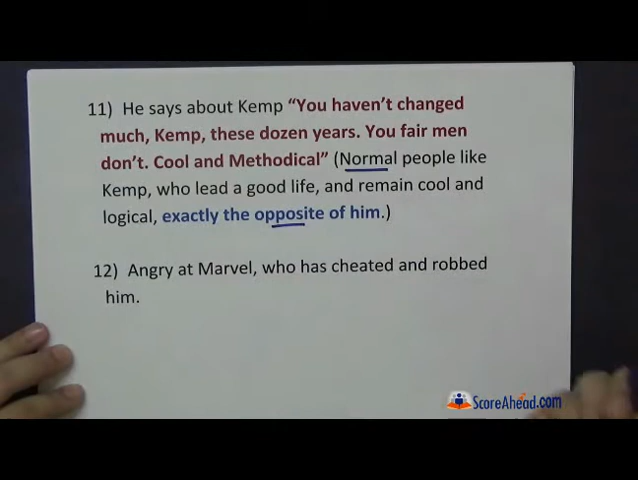 11) He says about Kemp “You haven’t changed
much, Kemp, these dozen years. You fair men
don’t. Cool and Methodical” (Normal people like
Kemp, who lead a good life, and remain cool and
logical, exactly the opposite of him.)
12) Angry at Marvel, who has cheated and robbed
him.
ScoreAhead.com